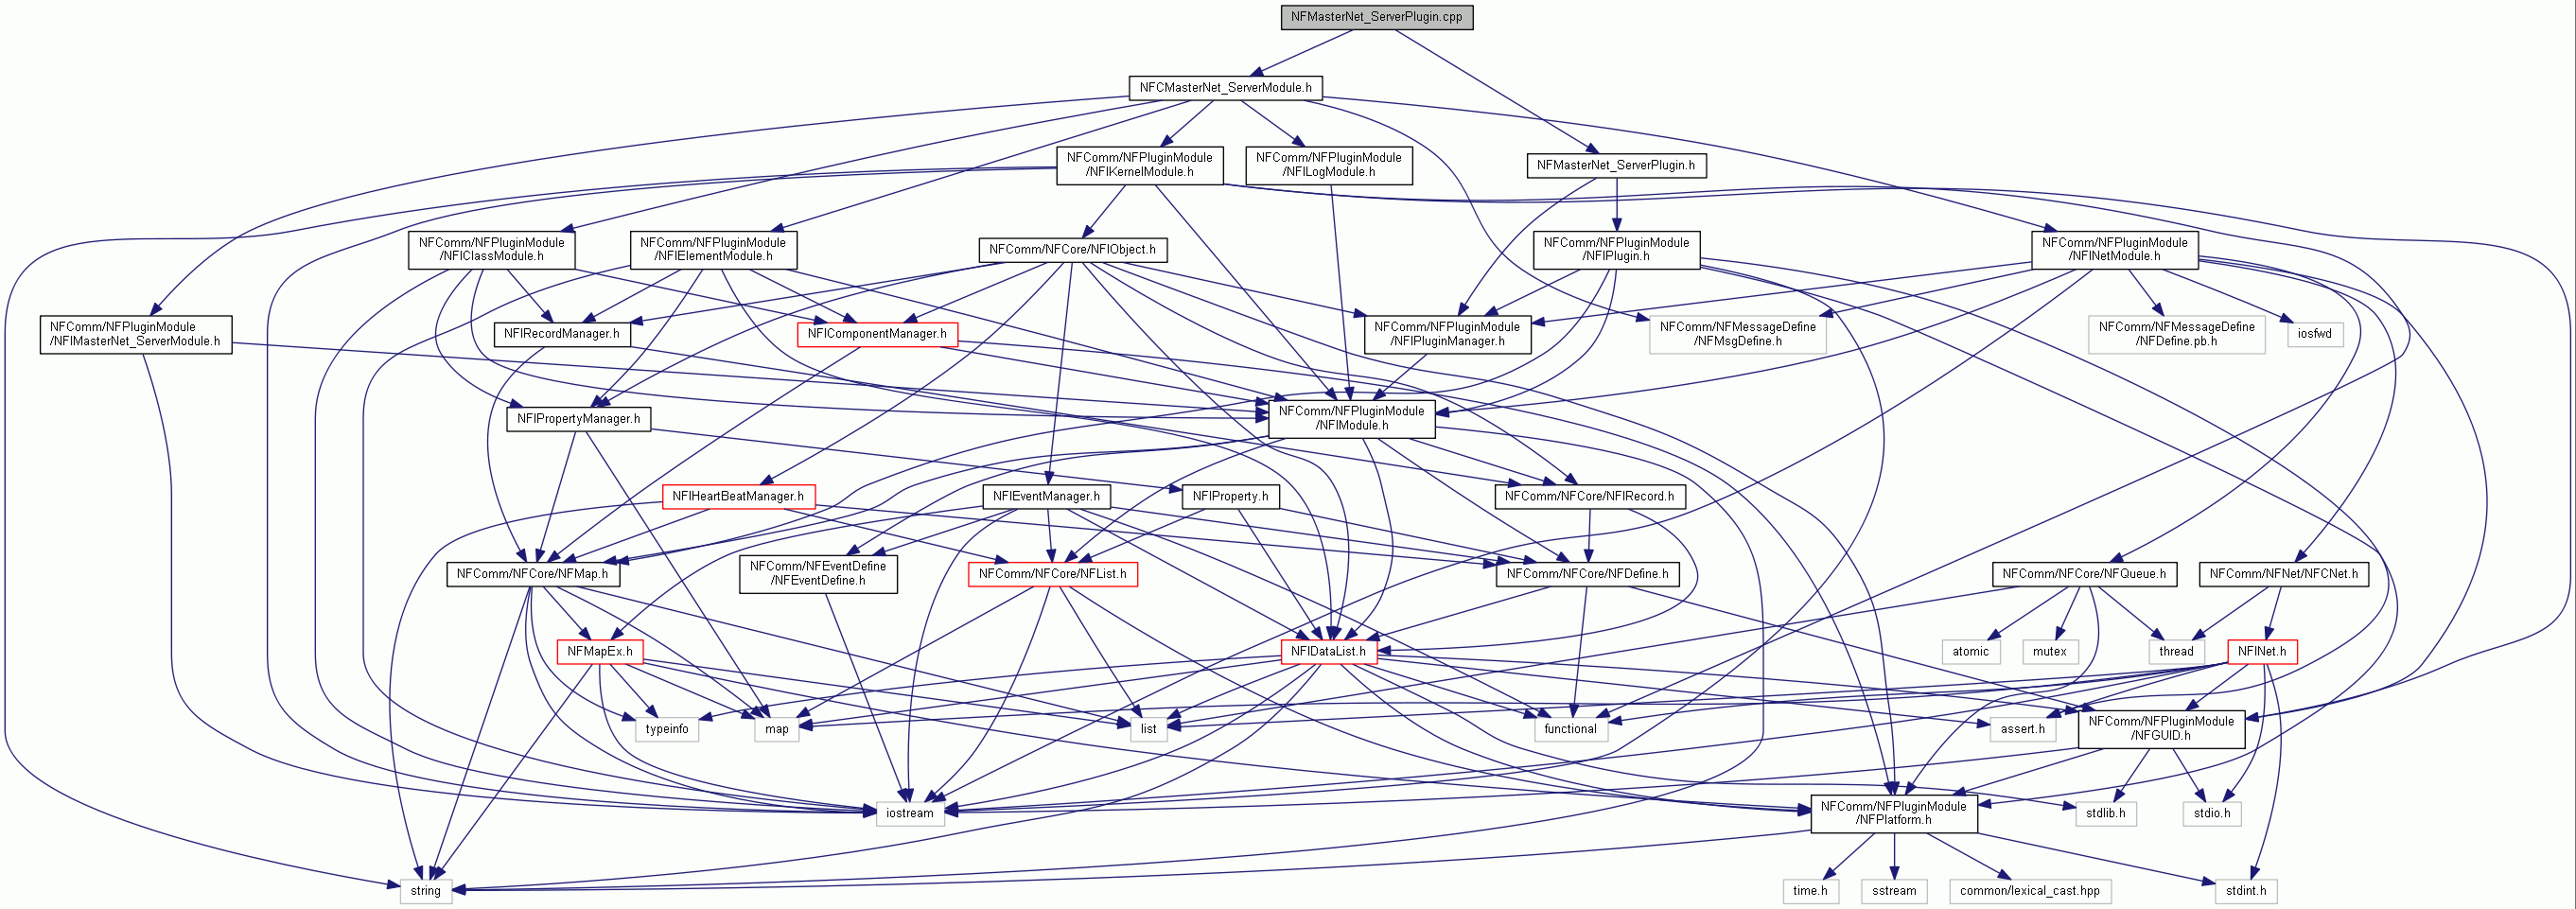 NFMasterNet_ServerPlugin.cpp
NFCMasterNet_ServerModule.h
NFComm/NFPluginModule
/NFIKernelModule.h
NFComm/NFPluginModule
/NFILogModule.h
NFMasterNet_ServerPlugin.h
NFComm/NFPluginModule
/NFIClassModule.h
NFComm/NFPluginModule
/NFIElementModule.h
NFComm/NFCore/NFIObject.h
NFComm/NFPluginModule
/NFIPlugin.h
NFComm/NFPluginModule
/NFINetModule.h
NFComm/NFPluginModule
/NFIMasterNet_ServerModule.h
NFIRecordManager.h
NFIComponentManager.h
NFComm/NFPluginModule
/NFIPluginManager.h
NFComm/NFMessageDefine
/NFMsgDefine.h
NFComm/NFMessageDefine
/NFDefine.pb.h
iosfwd
NFIPropertyManager.h
NFComm/NFPluginModule
/NFIModule.h
NFIHeartBeatManager.h
NFIEventManager.h
NFIProperty.h
NFComm/NFCore/NFIRecord.h
NFComm/NFCore/NFMap.h
NFComm/NFEventDefine
/NFEventDefine.h
NFComm/NFCore/NFList.h
NFComm/NFCore/NFDefine.h
NFComm/NFCore/NFQueue.h
NFComm/NFNet/NFCNet.h
NFMapEx.h
NFIDataList.h
atomic
mutex
thread
NFINet.h
typeinfo
map
list
functional
assert.h
NFComm/NFPluginModule
/NFGUID.h
iostream
NFComm/NFPluginModule
/NFPlatform.h
stdlib.h
stdio.h
string
time.h
sstream
common/lexical_cast.hpp
stdint.h